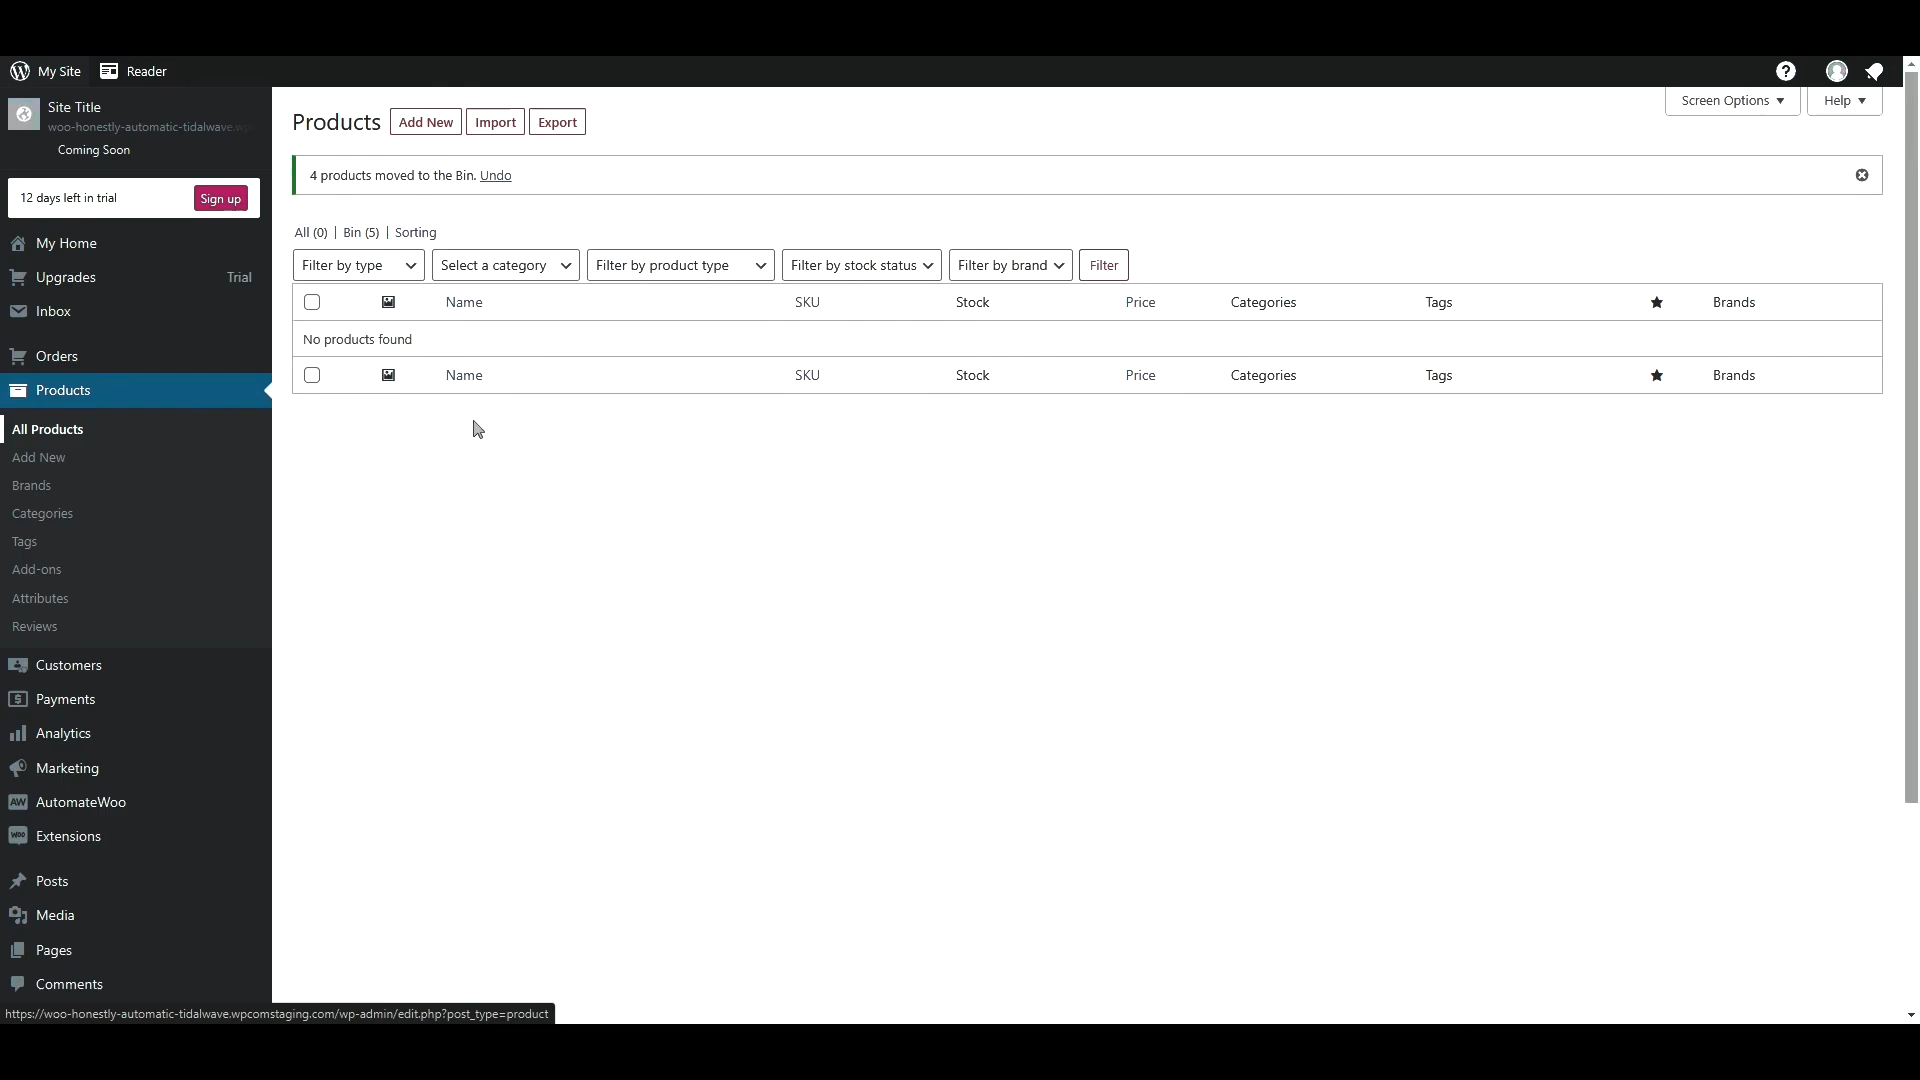 My Site
Reader
Site Title
woo-honestly-automatic-tidalwave.wp
Coming Soon
12 days left in trial
Sign up
My Home
Upgrades Trial
Inbox
Orders
Products
All Products
Add New
Brands
Categories
Tags
Add-ons
Attributes
Reviews
Customers
Payments
Analytics
Marketing
AW AutomateWoo
woo Extensions
Posts
Media
Pages
Comments
Screen Options
Help
Products Add New Import Export
4 products moved to the Bin. Undo
All (0) | Bin (5) | Sorting
Filter by type Select a category Filter by product type Filter by stock status Filter by brand Filter
Name SKU Stock Price Categories Tags Brands
No products found
Name SKU Stock Price Categories Tags Brands
https://woo-honestly-automatic-tidalwave.wpcomstaging.com/wp-admin/edit.php?post_type=product